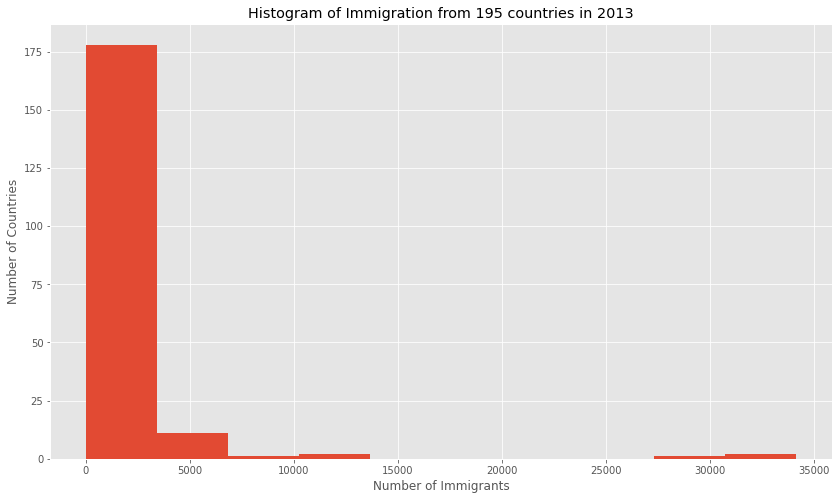 Histogram of Immigration from 195 countries in 2013
Number of Countries
175
150
125
100
75
50
25
0
0 5000 10000 15000 20000 25000 30000 35000
Number of Immigrants